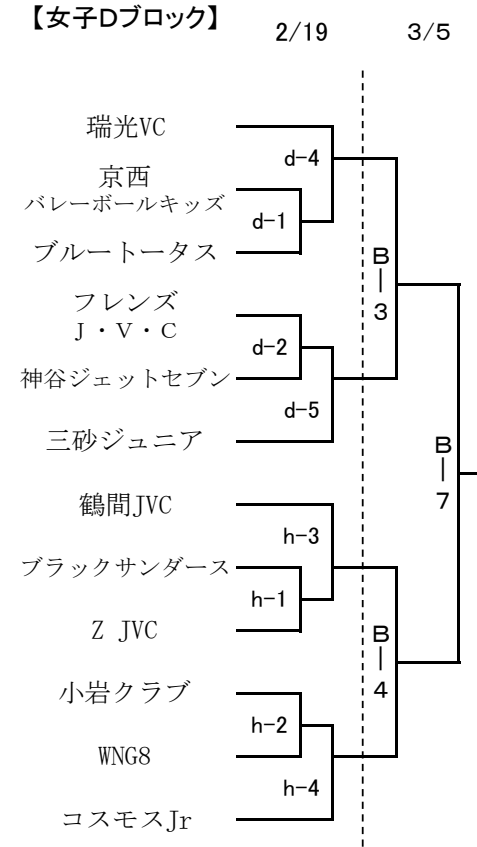 【女子Dブロック】 2/19 3/5
瑞光VC
d-4
京西
バレーボールキッズ
d-1
ブルートータス
B
|
3
フレンズ
J・V・C
d-2
神谷ジェットセブン
d-5
三砂ジュニア
B
|
7
鶴間JVC
h-3
ブラックサンダース
h-1
Z JVC
B
|
4
小岩クラブ
h-2
WNG8
h-4
コスモスJr